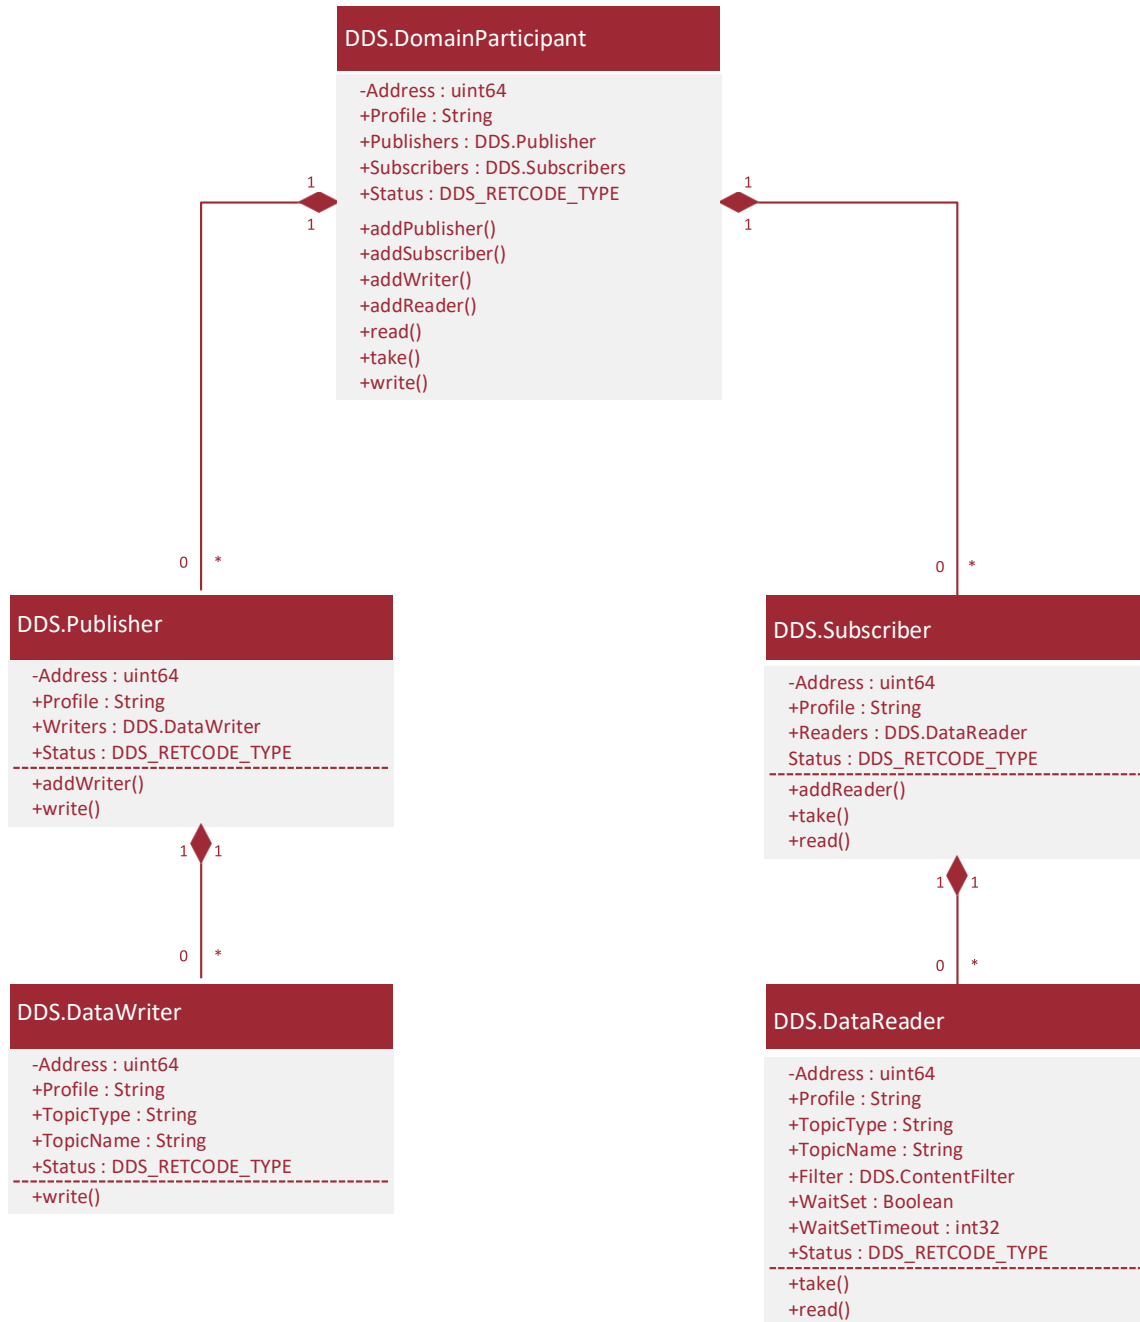 DDS.DomainParticipant
-Address : uint64
+Profile : String
+Publishers : DDS.Publisher
+Subscribers : DDS.Subscribers
+Status : DDS_RETCODE_TYPE
+addPublisher()
+addSubscriber()
+addWriter()
+addReader()
+read()
+take()
+write()
1
1
1
1
0 *
0 *
DDS.Publisher
-Address : uint64
+Profile : String
+Writers : DDS.DataWriter
+Status : DDS_RETCODE_TYPE
+addWriter()
+write()
1 1
0 *
DDS.Subscriber
-Address : uint64
+Profile : String
+Readers : DDS.DataReader
Status : DDS_RETCODE_TYPE
+addReader()
+take()
+read()
1 1
0 *
DDS.DataWriter
-Address : uint64
+Profile : String
+TopicType : String
+TopicName : String
+Status : DDS_RETCODE_TYPE
+write()
DDS.DataReader
-Address : uint64
+Profile : String
+TopicType : String
+TopicName : String
+Filter : DDS.ContentFilter
+WaitSet : Boolean
+WaitSetTimeout : int32
+Status : DDS_RETCODE_TYPE
+take()
+read()